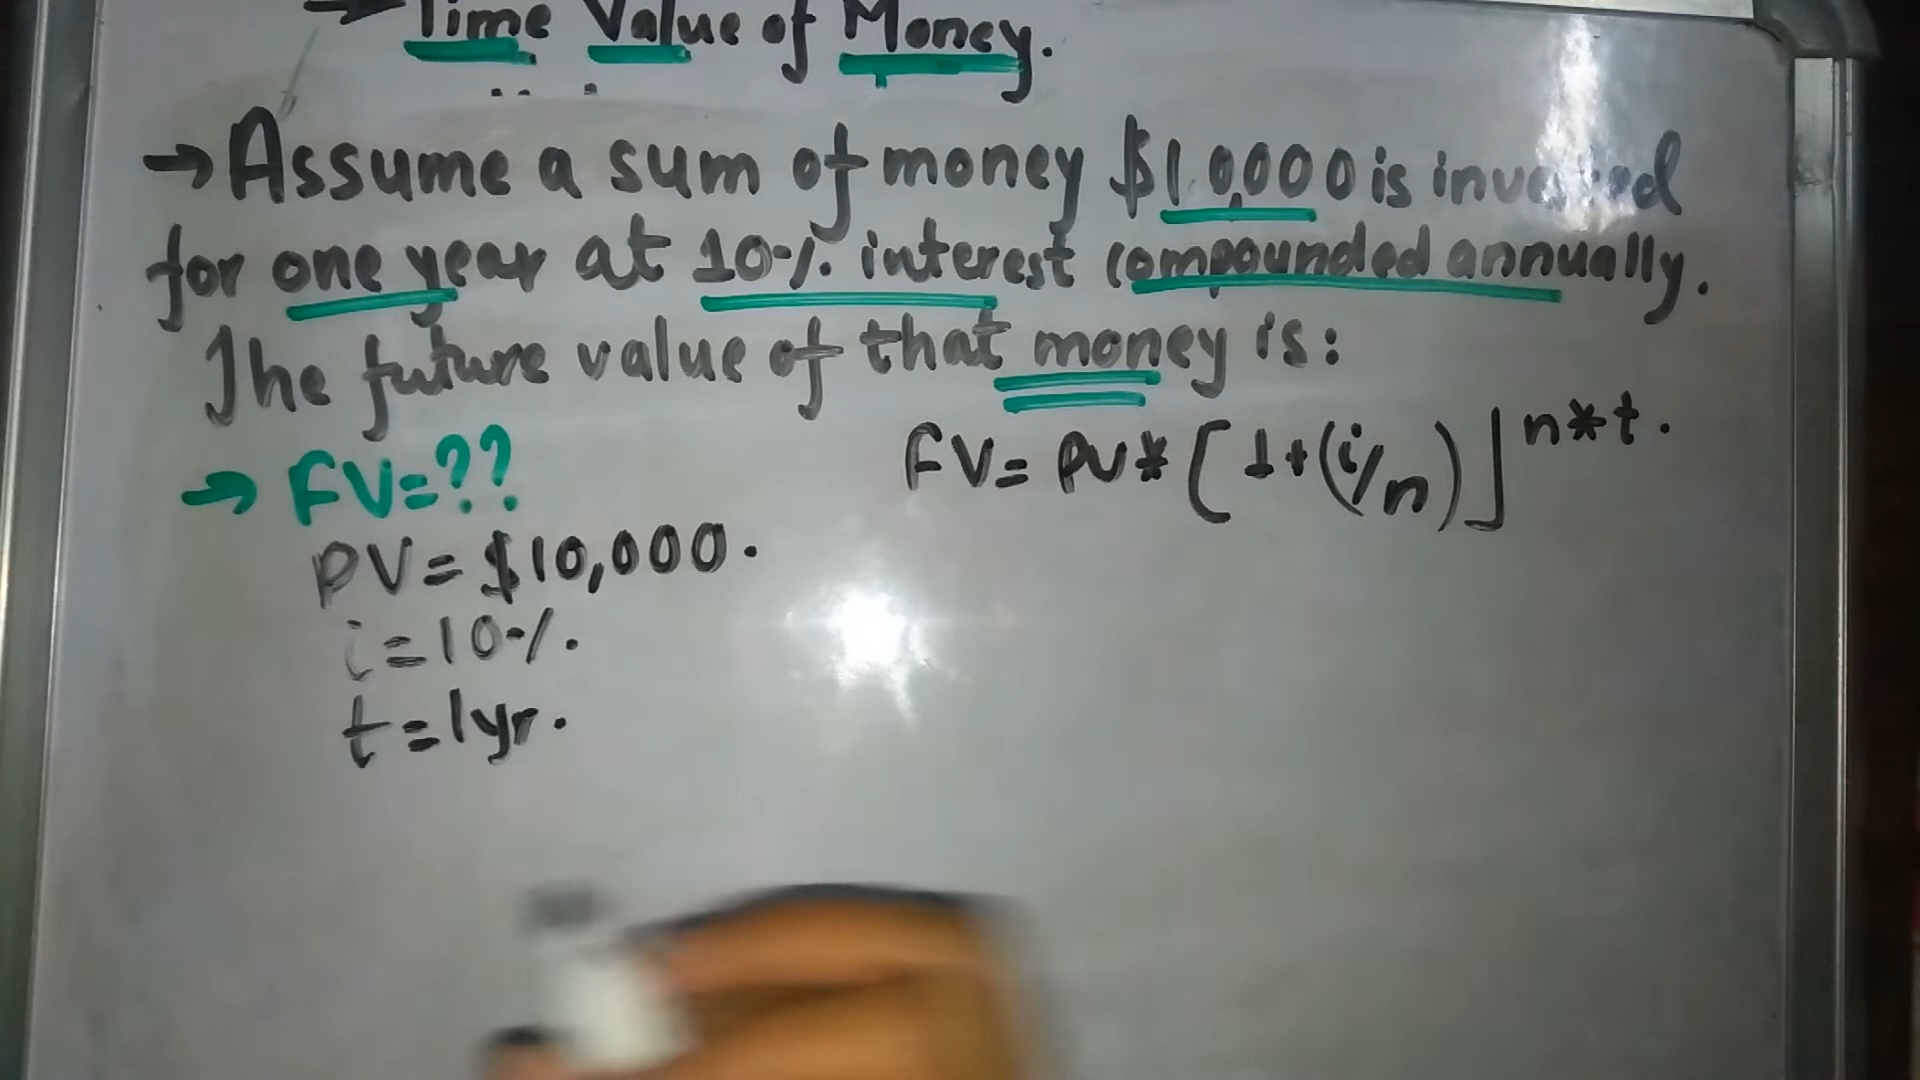 → Time Value of Money.
→ Assume a sum of money $10,000 is invested
for one year at 10% interest compounded annually.
The future value of that money is:
→ FV=??
FV= PV * [1+(i/n)]^n*t.
PV= $10,000.
i=10%.
t=1yr.